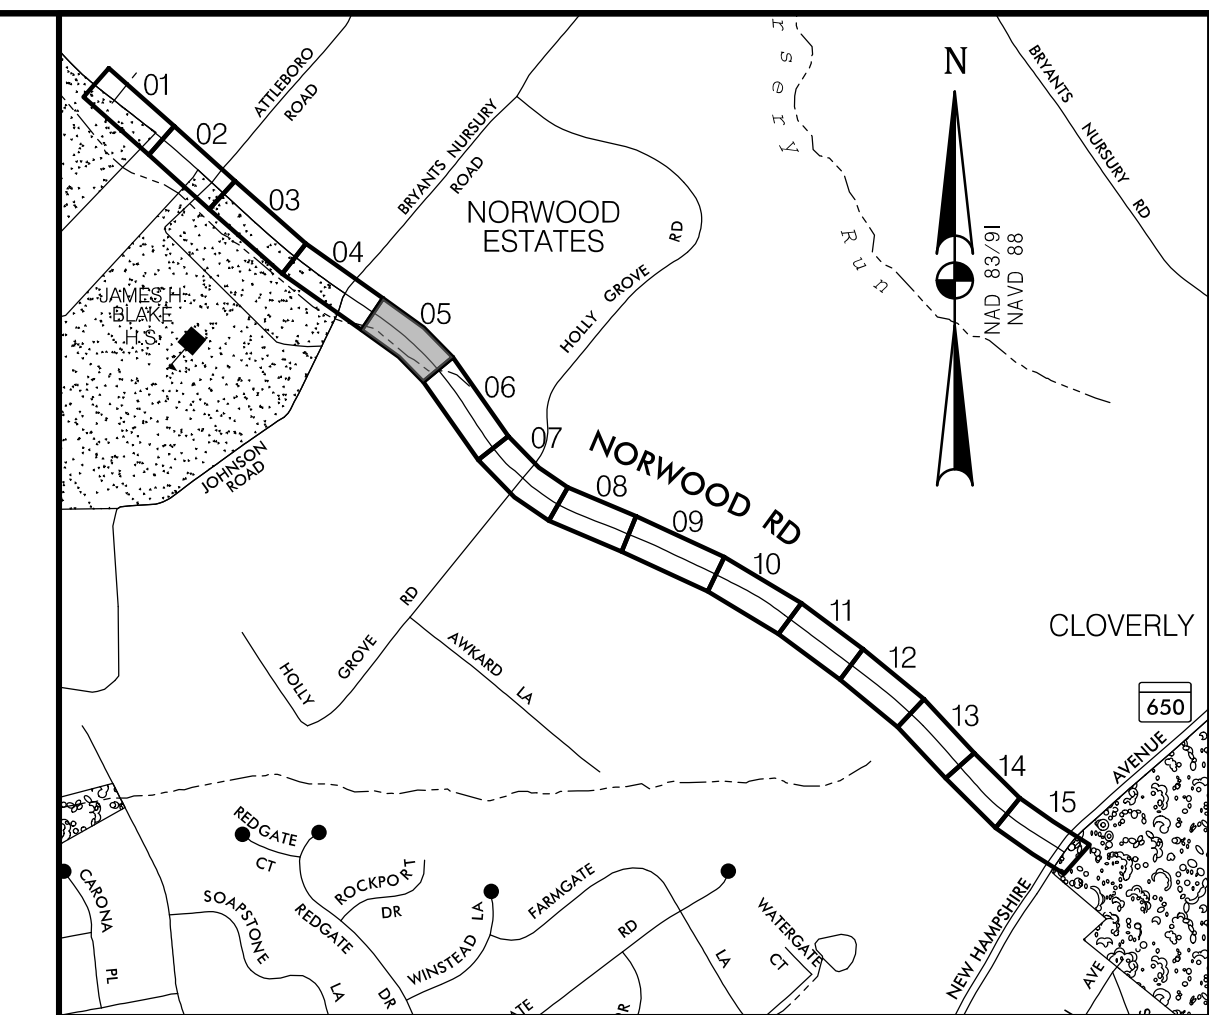 01
02
03
04
05
06
07
08
09
10
11
12
13
14
15
ATTLEBORO
ROAD
BRYANTS NURSURY
ROAD
NORWOOD
ESTATES
HOLLY GROVE RD
rsery
Run
N
NAD 83/91
NAVD 88
BRYANTS NURSURY RD
JAMES H.
BLAKE
H.S.
JOHNSON
ROAD
NORWOOD RD
HOLLY GROVE RD
AWKARD LA
CLOVERLY
650
NEW HAMPSHIRE AVENUE
REDGATE
CT
ROCKPORT
DR
CARONA PL
SOAPSTONE LA
REDGATE DR
WINSTEAD LA
FARMGATE LA
RD
WATERGATE
CT
AVE